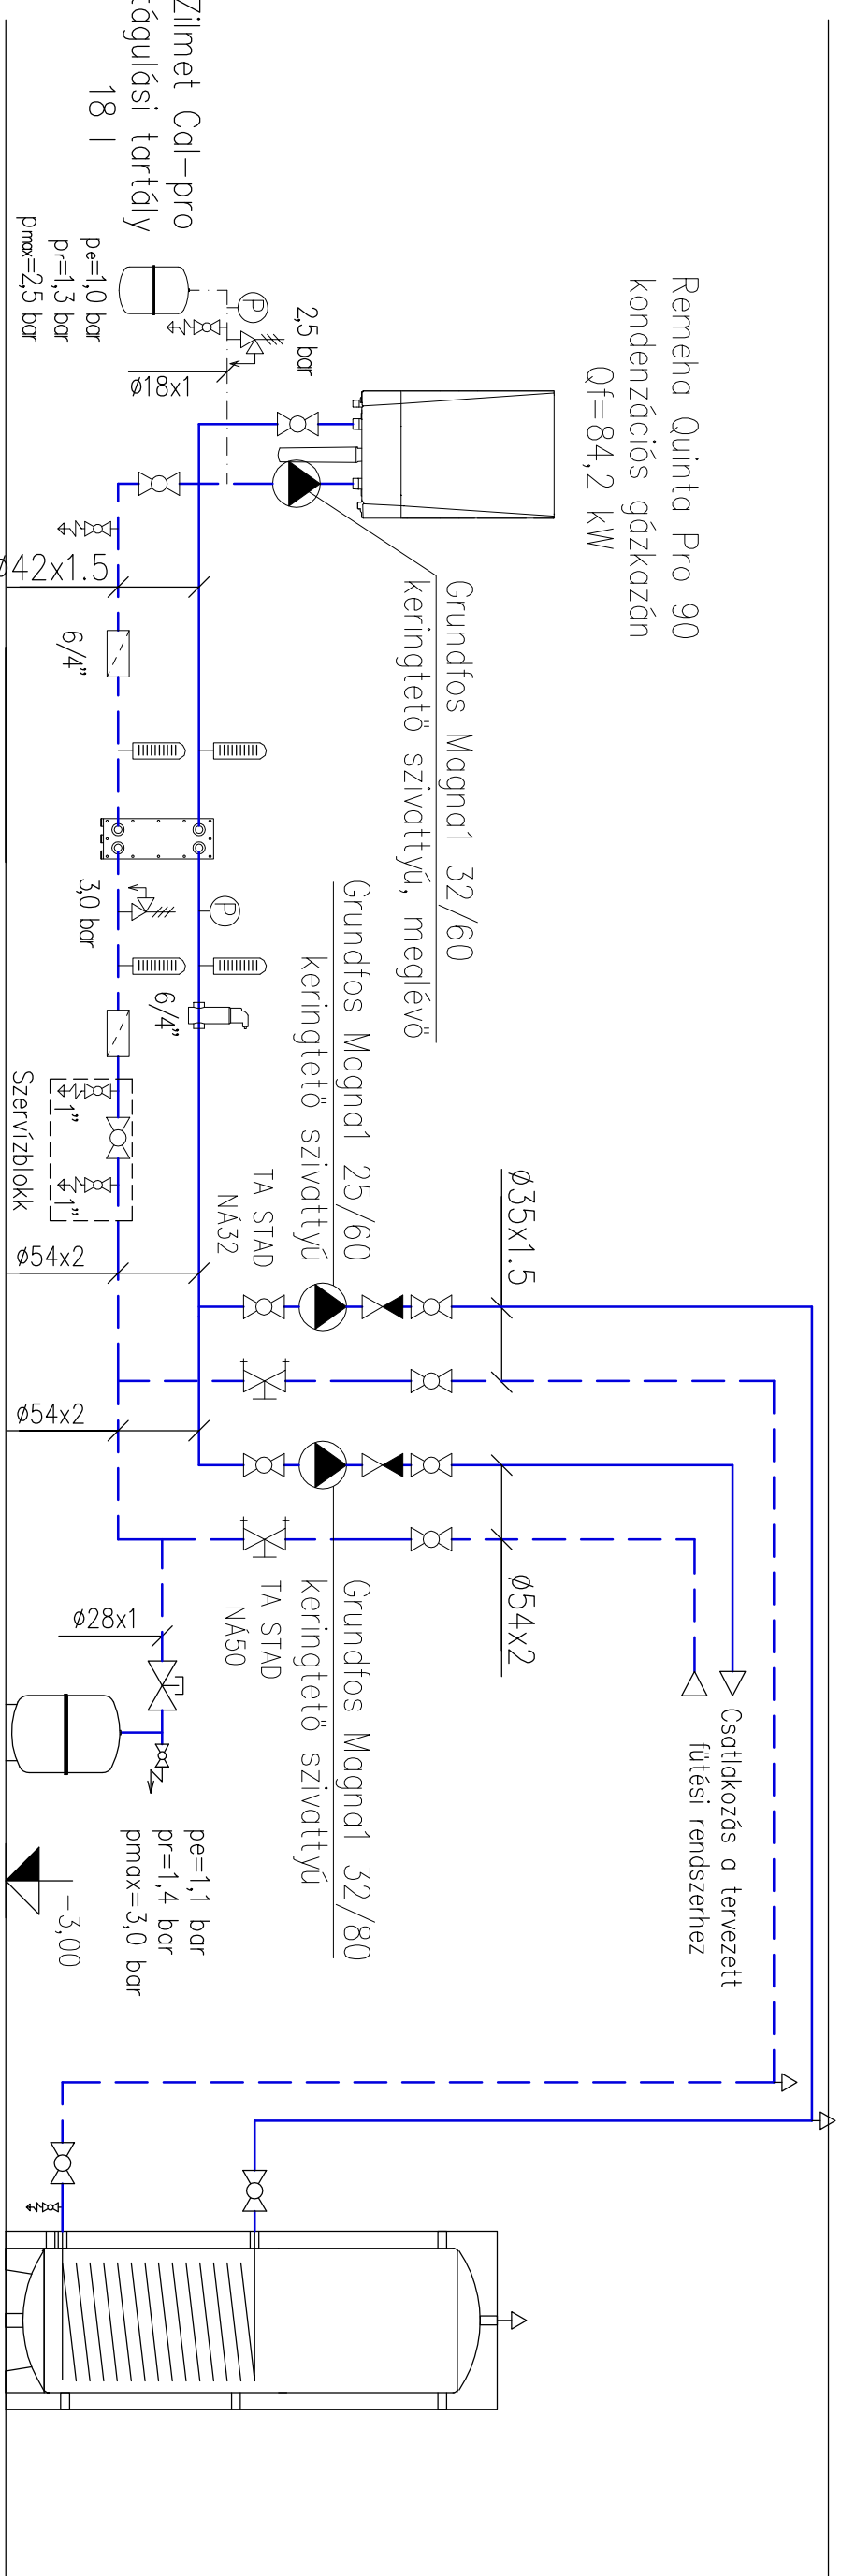 Remeha Quinta Pro 90
kondenzációs gázkazán
Qf=84,2 kW
Zilmet Cal-pro
tágulási tartály
18 l
pe=1,0 bar
pr=1,3 bar
pmax=2,5 bar
P
2,5 bar
ø18x1
ø42x1.5
Grundfos Magna1 32/60
keringtető szivattyú, meglévő
6/4"
3,0 bar
P
6/4"
Szervízblokk
1"
1"
Grundfos Magna1 25/60
keringtető szivattyú
TA STAD
NÁ32
ø35x1.5
ø54x2
ø54x2
Grundfos Magna1 32/80
keringtető szivattyú
TA STAD
NÁ50
ø54x2
ø28x1
Csatlakozás a tervezett
fűtési rendszerhez
pe=1,1 bar
pr=1,4 bar
pmax=3,0 bar
-3,00